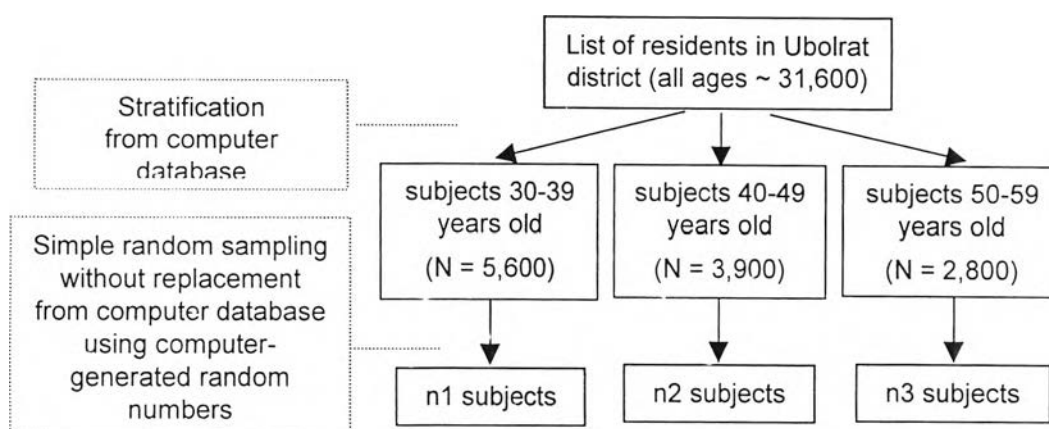 List of residents in Ubolrat
district (all ages ~ 31,600)
Stratification
from computer
database
subjects 30-39
years old
(N = 5,600)
subjects 40-49
years old
(N = 3,900)
subjects 50-59
years old
(N = 2,800)
Simple random sampling
without replacement
from computer database
using computer-
generated random
numbers
n1 subjects
n2 subjects
n3 subjects